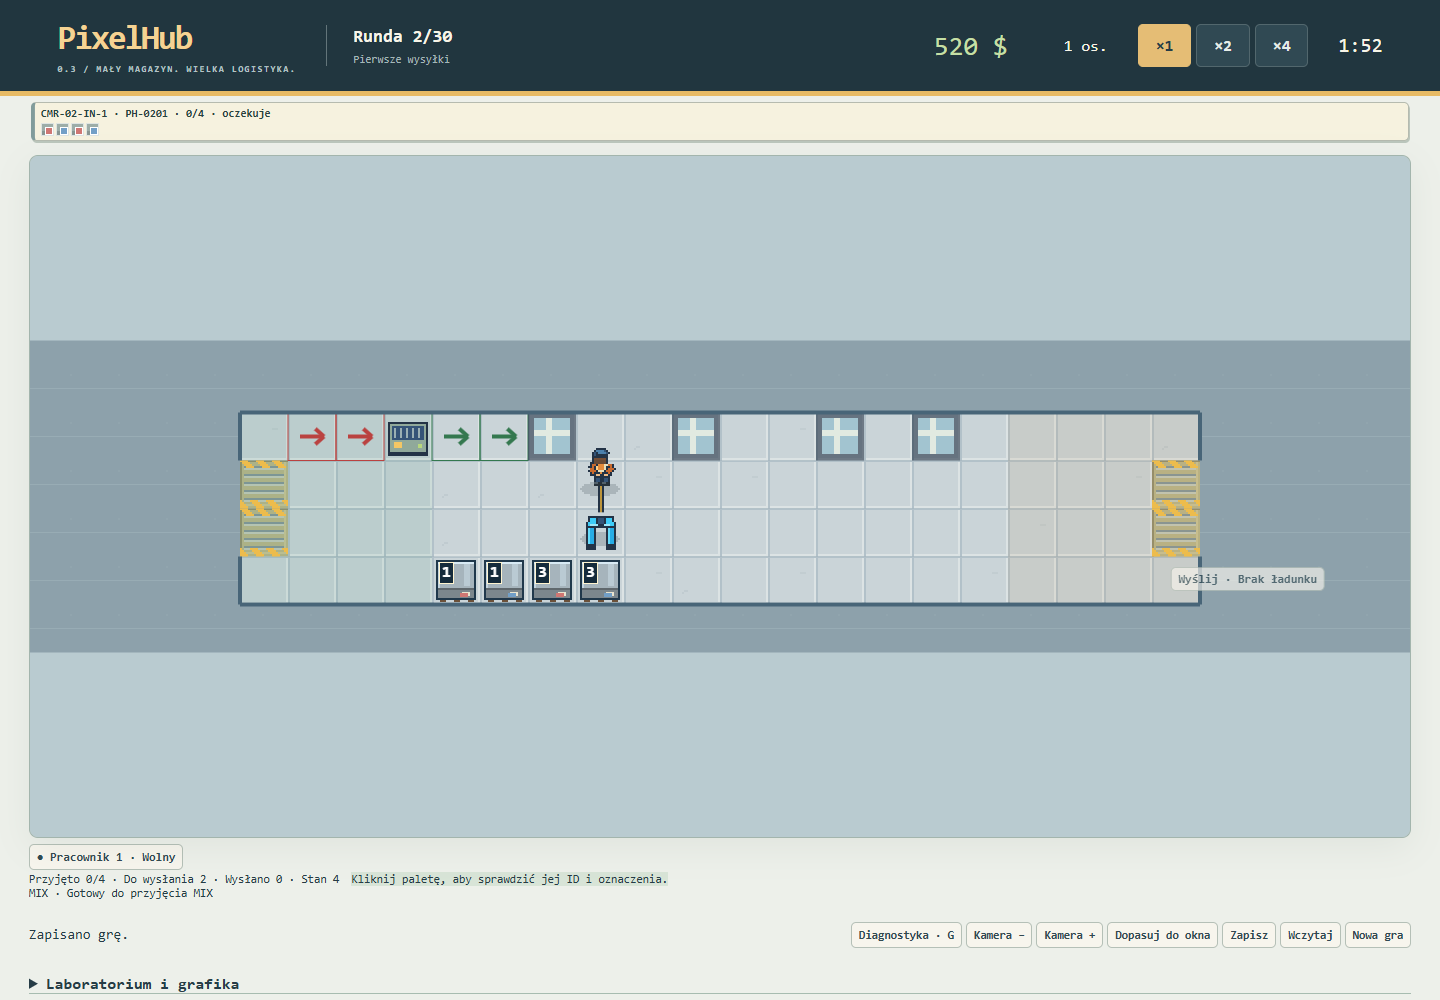 PixelHub
0.3 / MAŁY MAGAZYN. WIELKA LOGISTYKA.
Runda 2/30
Pierwsze wysyłki
520 $
1 os.
×1
×2
×4
1:52
CMR-02-IN-1 · PH-0201 · 0/4 · oczekuje
1
1
3
3
Wyślij · Brak ładunku
● Pracownik 1 · Wolny
Przyjęto 0/4 · Do wysłania 2 · Wysłano 0 · Stan 4 Kliknij paletę, aby sprawdzić jej ID i oznaczenia.
MIX · Gotowy do przyjęcia MIX
Zapisano grę.
Diagnostyka · G
Kamera −
Kamera +
Dopasuj do okna
Zapisz
Wczytaj
Nowa gra
▶ Laboratorium i grafika